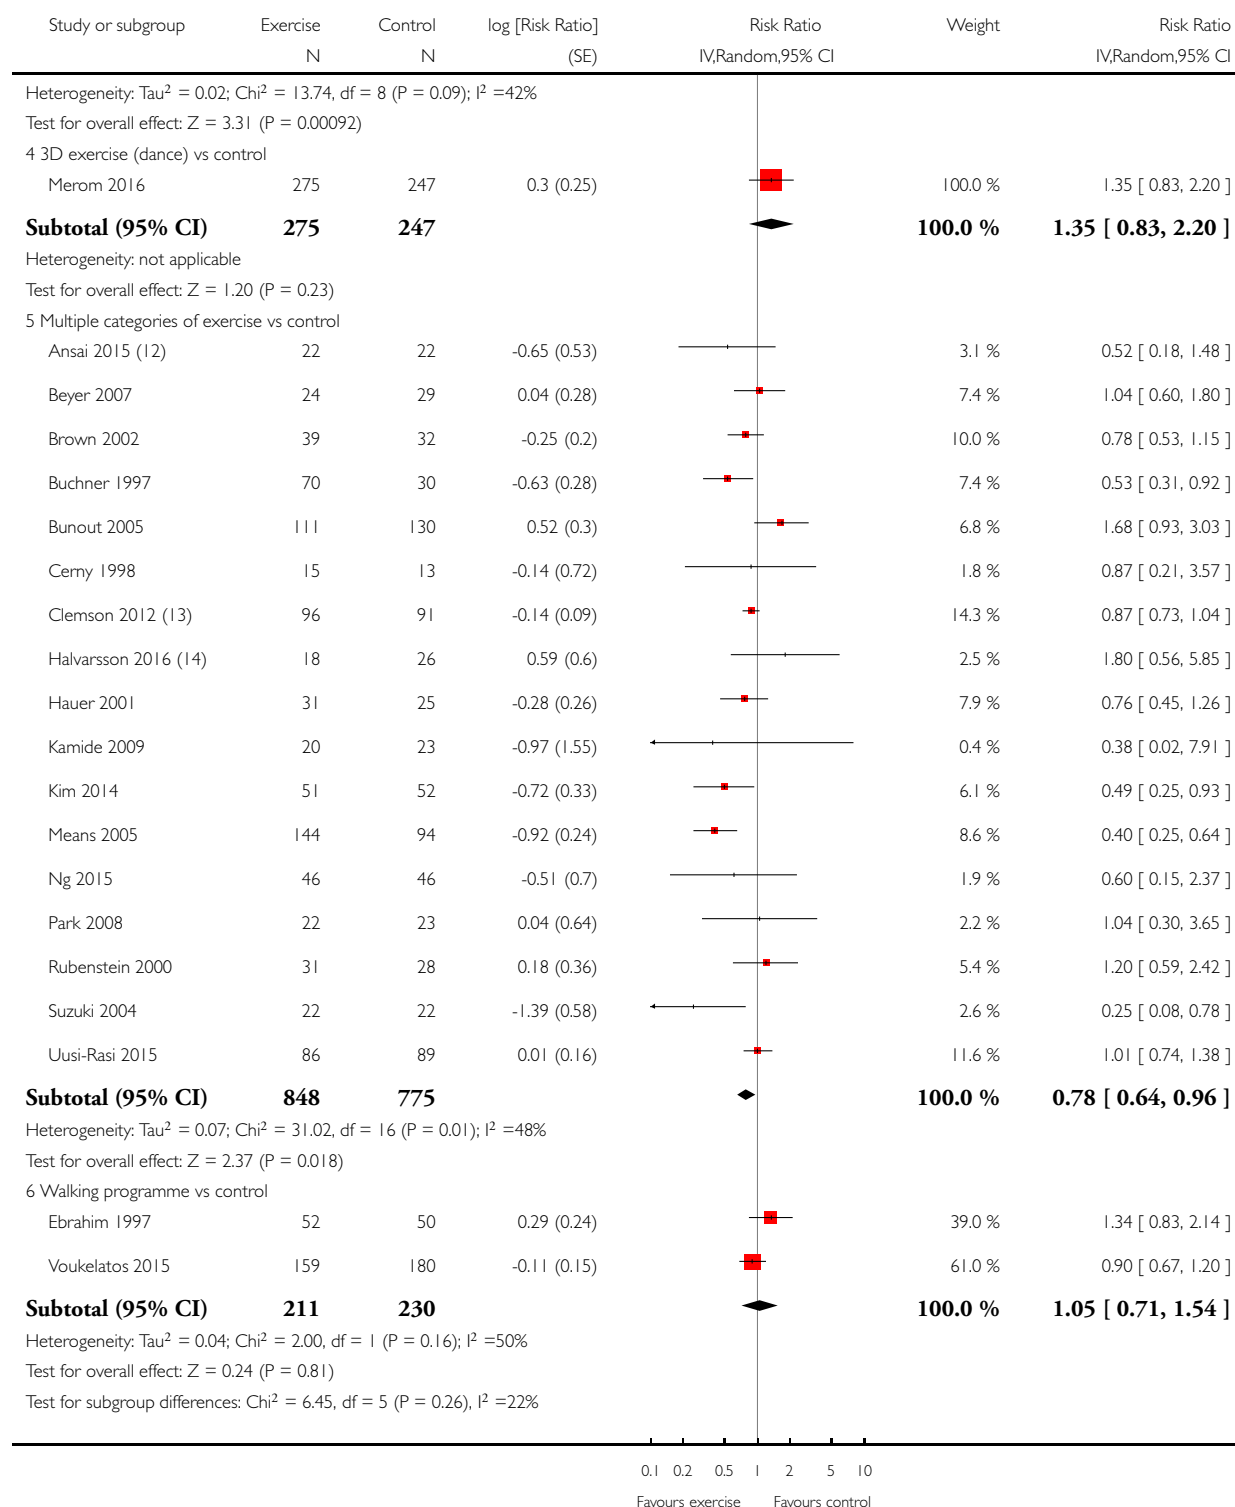 Study or subgroup Exercise Control log [Risk Ratio] Risk Ratio Weight Risk Ratio
N N (SE) IV,Random,95% CI IV,Random,95% CI
Heterogeneity: Tau² = 0.02; Chi² = 13.74, df = 8 (P = 0.09); I² =42%
Test for overall effect: Z = 3.31 (P = 0.00092)
4 3D exercise (dance) vs control
Merom 2016 275 247 0.3 (0.25) 100.0 % 1.35 [ 0.83, 2.20 ]
Subtotal (95% CI) 275 247 100.0 % 1.35 [ 0.83, 2.20 ]
Heterogeneity: not applicable
Test for overall effect: Z = 1.20 (P = 0.23)
5 Multiple categories of exercise vs control
Ansai 2015 (12) 22 22 -0.65 (0.53) 3.1 % 0.52 [ 0.18, 1.48 ]
Beyer 2007 24 29 0.04 (0.28) 7.4 % 1.04 [ 0.60, 1.80 ]
Brown 2002 39 32 -0.25 (0.2) 10.0 % 0.78 [ 0.53, 1.15 ]
Buchner 1997 70 30 -0.63 (0.28) 7.4 % 0.53 [ 0.31, 0.92 ]
Bunout 2005 111 130 0.52 (0.3) 6.8 % 1.68 [ 0.93, 3.03 ]
Cerny 1998 15 13 -0.14 (0.72) 1.8 % 0.87 [ 0.21, 3.57 ]
Clemson 2012 (13) 96 91 -0.14 (0.09) 14.3 % 0.87 [ 0.73, 1.04 ]
Halvarsson 2016 (14) 18 26 0.59 (0.6) 2.5 % 1.80 [ 0.56, 5.85 ]
Hauer 2001 31 25 -0.28 (0.26) 7.9 % 0.76 [ 0.45, 1.26 ]
Kamide 2009 20 23 -0.97 (1.55) 0.4 % 0.38 [ 0.02, 7.91 ]
Kim 2014 51 52 -0.72 (0.33) 6.1 % 0.49 [ 0.25, 0.93 ]
Means 2005 144 94 -0.92 (0.24) 8.6 % 0.40 [ 0.25, 0.64 ]
Ng 2015 46 46 -0.51 (0.7) 1.9 % 0.60 [ 0.15, 2.37 ]
Park 2008 22 23 0.04 (0.64) 2.2 % 1.04 [ 0.30, 3.65 ]
Rubenstein 2000 31 28 0.18 (0.36) 5.4 % 1.20 [ 0.59, 2.42 ]
Suzuki 2004 22 22 -1.39 (0.58) 2.6 % 0.25 [ 0.08, 0.78 ]
Uusi-Rasi 2015 86 89 0.01 (0.16) 11.6 % 1.01 [ 0.74, 1.38 ]
Subtotal (95% CI) 848 775 100.0 % 0.78 [ 0.64, 0.96 ]
Heterogeneity: Tau² = 0.07; Chi² = 31.02, df = 16 (P = 0.01); I² =48%
Test for overall effect: Z = 2.37 (P = 0.018)
6 Walking programme vs control
Ebrahim 1997 52 50 0.29 (0.24) 39.0 % 1.34 [ 0.83, 2.14 ]
Voukelatos 2015 159 180 -0.11 (0.15) 61.0 % 0.90 [ 0.67, 1.20 ]
Subtotal (95% CI) 211 230 100.0 % 1.05 [ 0.71, 1.54 ]
Heterogeneity: Tau² = 0.04; Chi² = 2.00, df = 1 (P = 0.16); I² =50%
Test for overall effect: Z = 0.24 (P = 0.81)
Test for subgroup differences: Chi² = 6.45, df = 5 (P = 0.26), I² =22%
0.1 0.2 0.5 1 2 5 10
Favours exercise Favours control